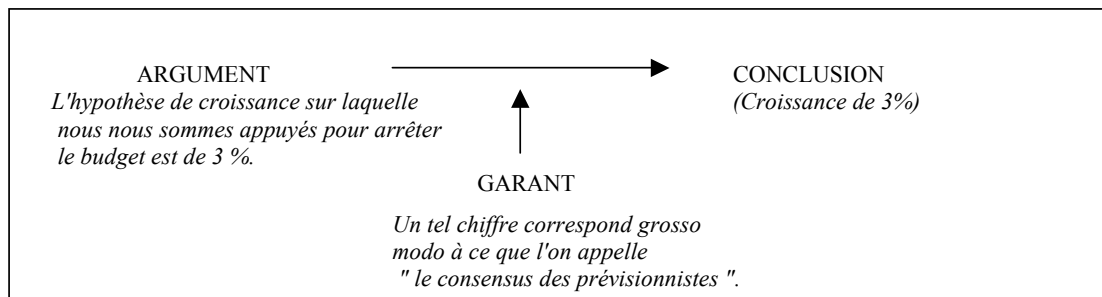 ARGUMENT
L'hypothèse de croissance sur laquelle
nous nous sommes appuyés pour arrêter
le budget est de 3 %.
CONCLUSION
(Croissance de 3%)
GARANT
Un tel chiffre correspond grosso
modo à ce que l'on appelle
" le consensus des prévisionnistes ".